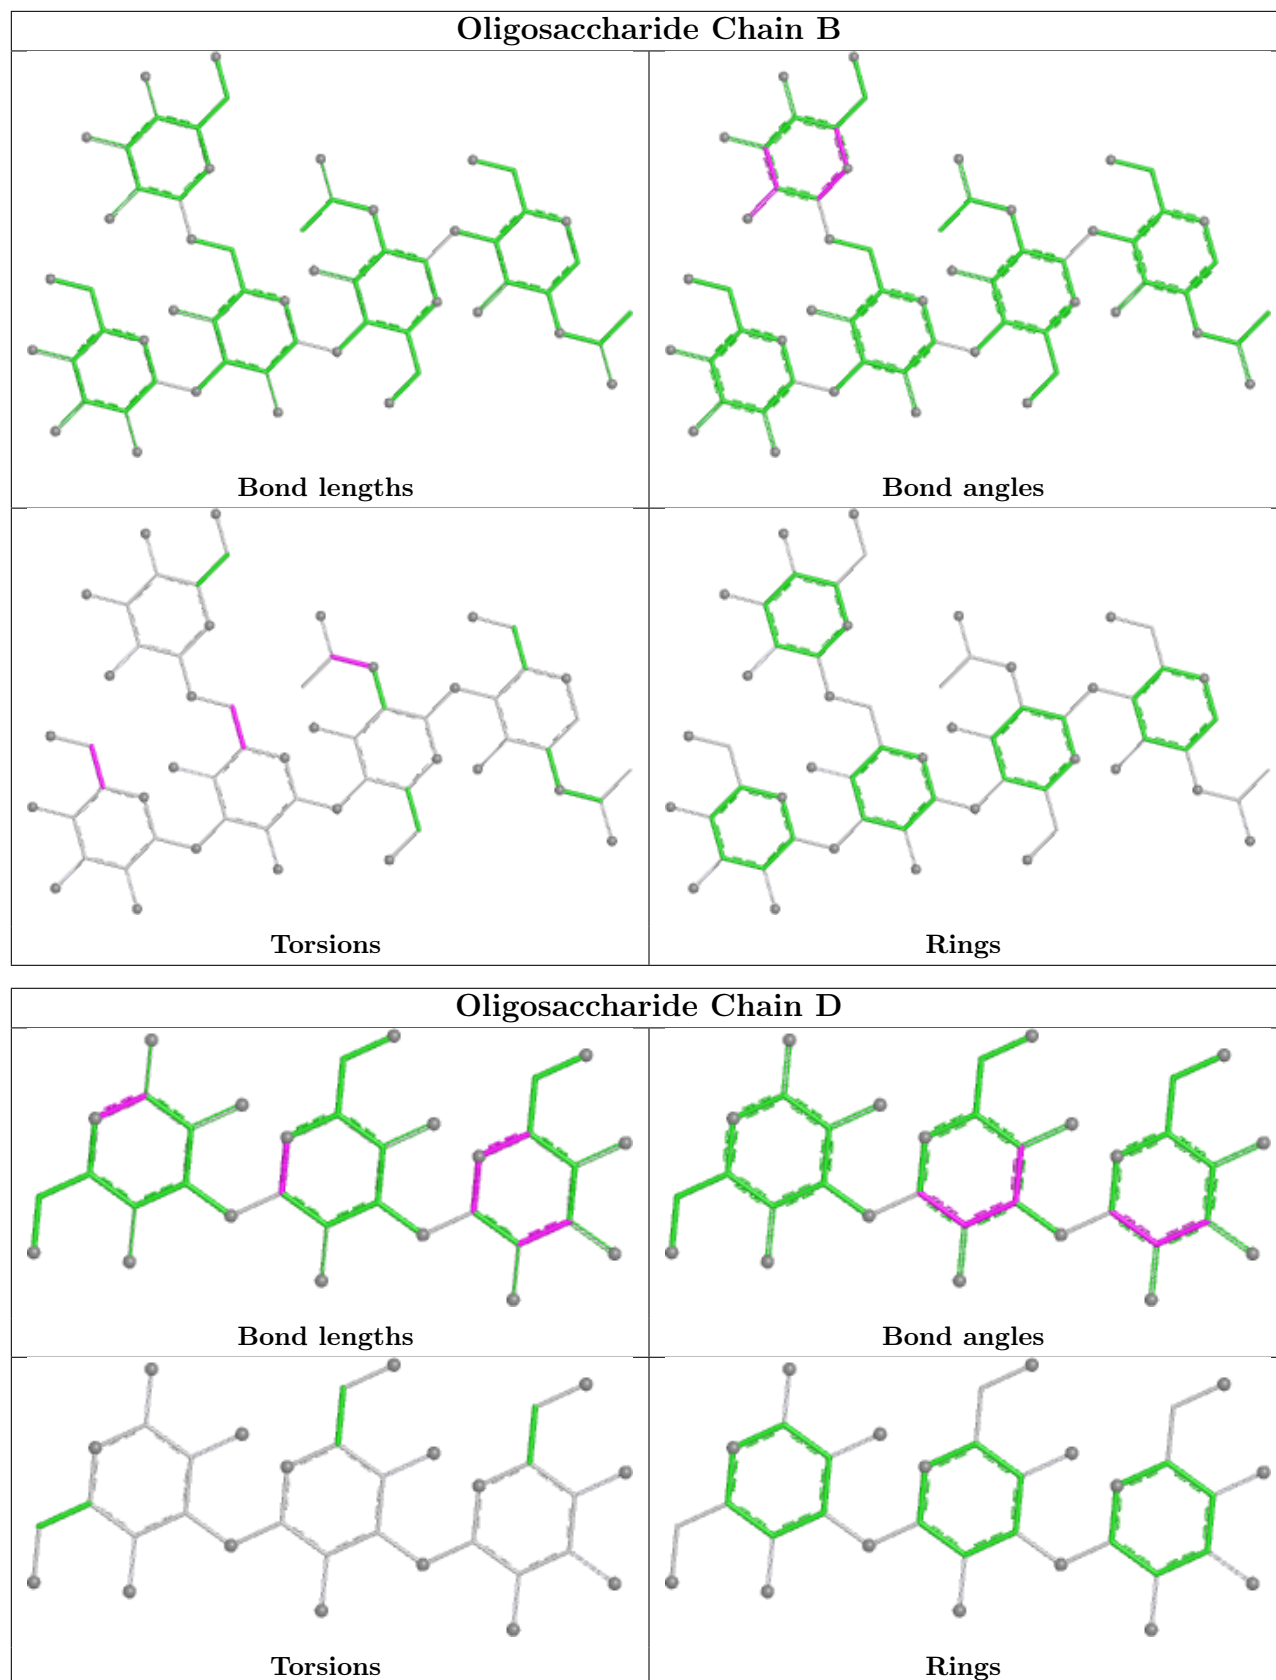 Oligosaccharide Chain B
Bond lengths
Bond angles
Torsions
Rings
Oligosaccharide Chain D
Bond lengths
Bond angles
Torsions
Rings